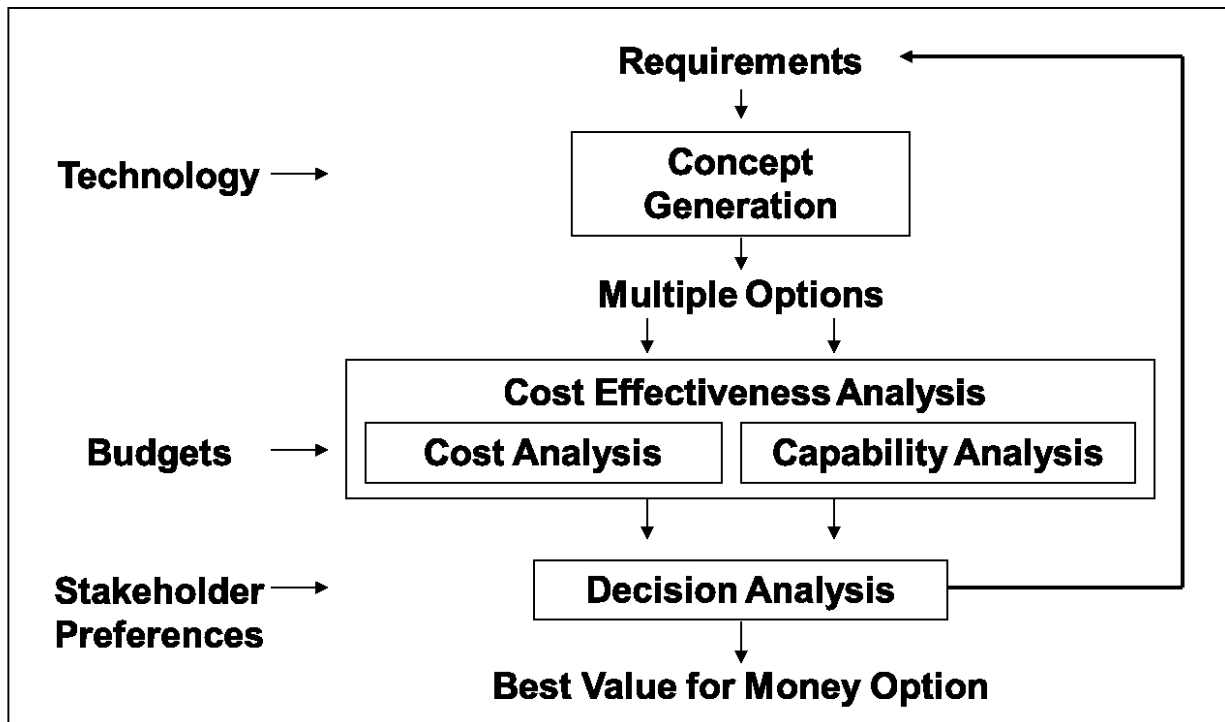 Requirements
Technology
Concept
Generation
Multiple Options
Cost Effectiveness Analysis
Budgets
Cost Analysis
Capability Analysis
Stakeholder
Preferences
Decision Analysis
Best Value for Money Option